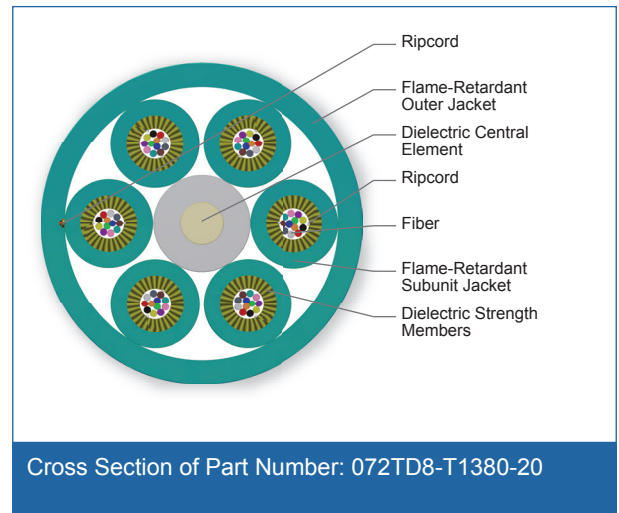 Ripcord
Flame-Retardant
Outer Jacket
Dielectric Central
Element
Ripcord
Fiber
Flame-Retardant
Subunit Jacket
Dielectric Strength
Members
Cross Section of Part Number: 072TD8-T1380-20